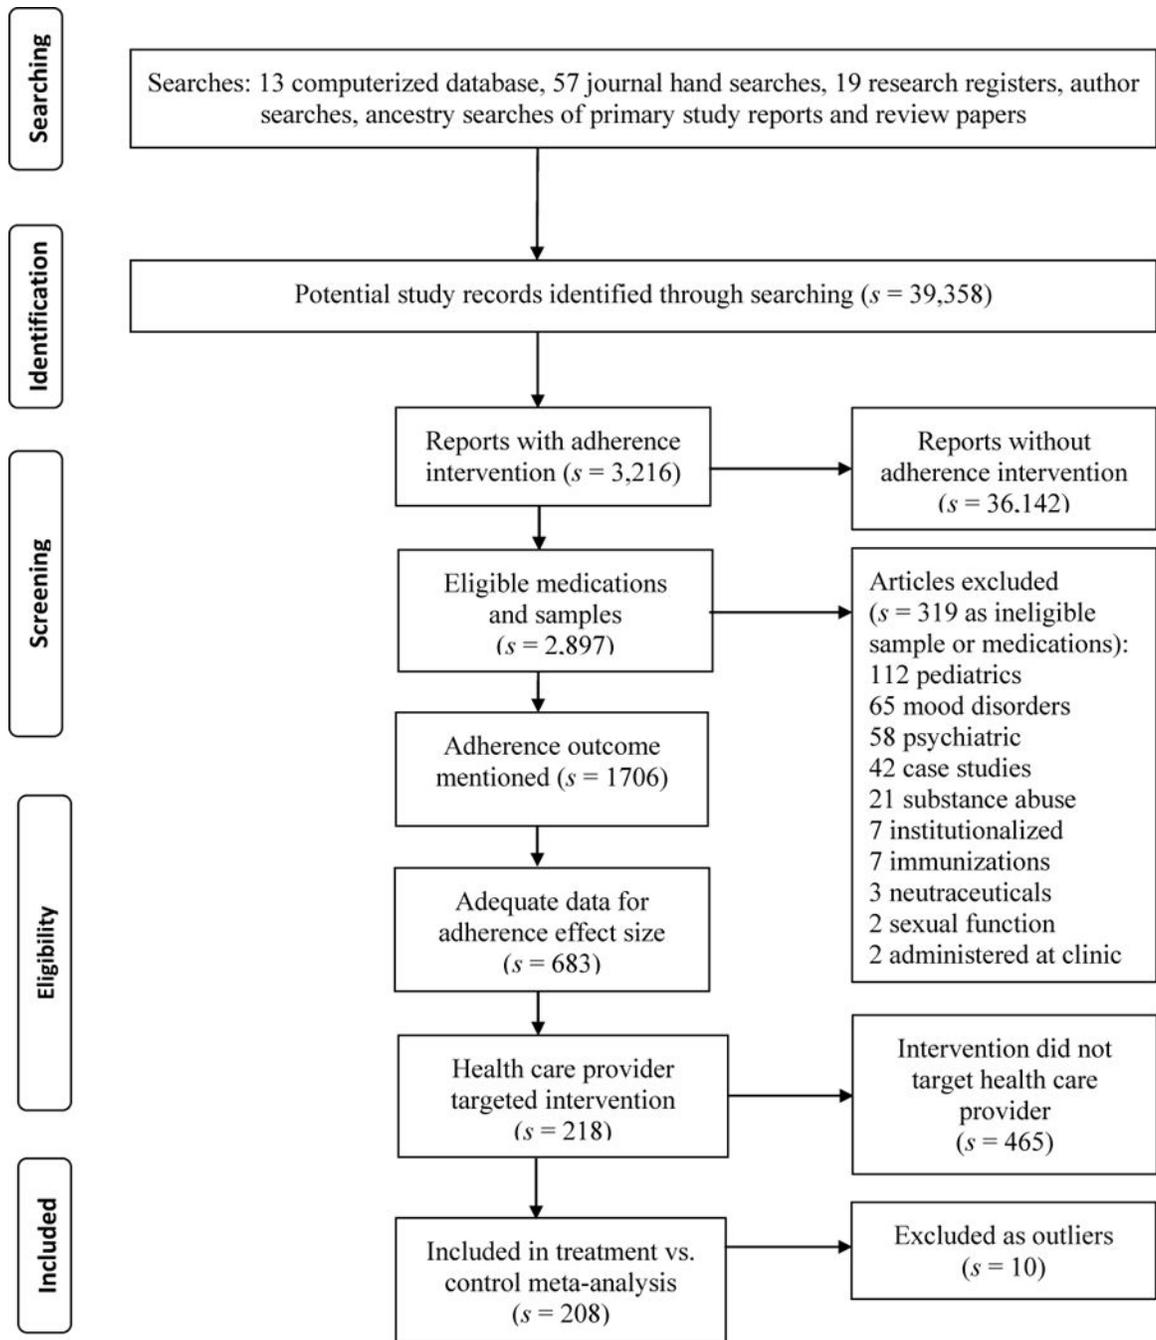 Searching
Searches: 13 computerized database, 57 journal hand searches, 19 research registers, author
searches, ancestry searches of primary study reports and review papers
Identification
Potential study records identified through searching (s = 39,358)
Screening
Reports with adherence
intervention (s = 3,216)
Reports without
adherence intervention
(s = 36,142)
Eligible medications
and samples
(s = 2,897)
Articles excluded
(s = 319 as ineligible
sample or medications):
112 pediatrics
65 mood disorders
58 psychiatric
42 case studies
21 substance abuse
7 institutionalized
7 immunizations
3 neutraceuticals
2 sexual function
2 administered at clinic
Adherence outcome
mentioned (s = 1706)
Eligibility
Adequate data for
adherence effect size
(s = 683)
Health care provider
targeted intervention
(s = 218)
Intervention did not
target health care
provider
(s = 465)
Included
Included in treatment vs.
control meta-analysis
(s = 208)
Excluded as outliers
(s = 10)